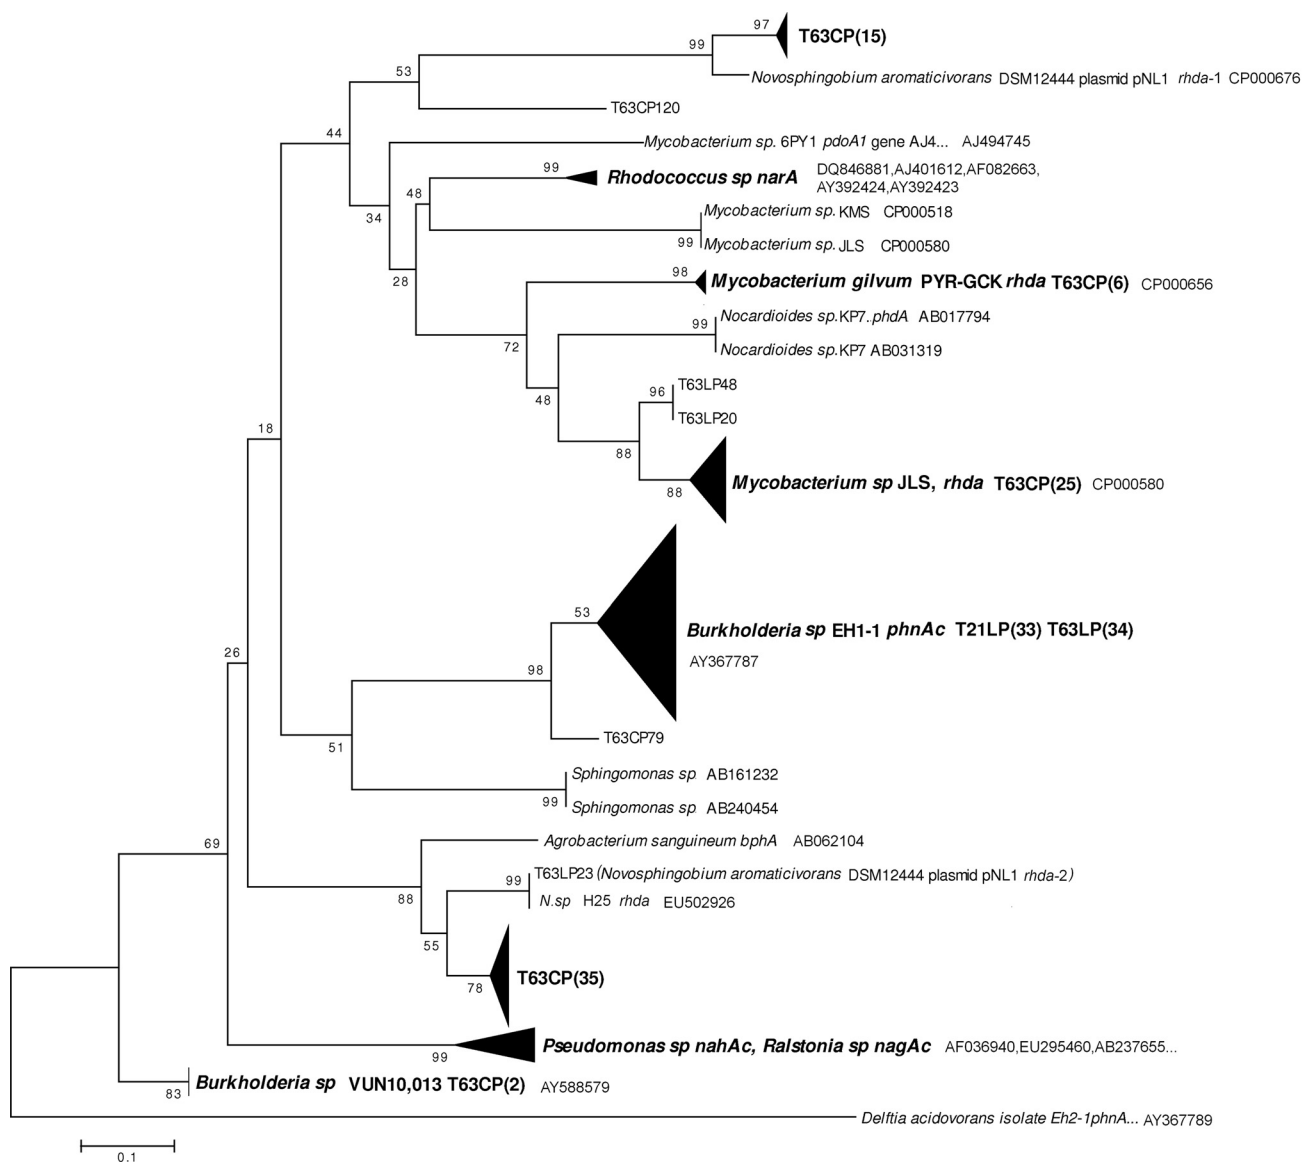 97
T63CP(15)
99
53
Novosphingobium aromaticivorans DSM12444 plasmid pNL1 rhda-1 CP000676
T63CP120
44
Mycobacterium sp. 6PY1 pdoA1 gene AJ4... AJ494745
99
Rhodococcus sp narA DQ846881,AJ401612,AF082663,
AY392424,AY392423
48
34
Mycobacterium sp. KMS CP000518
99
Mycobacterium sp. JLS CP000580
28
98
Mycobacterium gilvum PYR-GCK rhda T63CP(6) CP000656
99
Nocardioides sp.KP7..phdA AB017794
72
Nocardioides sp.KP7 AB031319
96
T63LP48
48
T63LP20
18
88
88
Mycobacterium sp JLS, rhda T63CP(25) CP000580
53
Burkholderia sp EH1-1 phnAc T21LP(33) T63LP(34)
AY367787
26
98
T63CP79
51
Sphingomonas sp AB161232
99
Sphingomonas sp AB240454
69
Agrobacterium sanguineum bphA AB062104
99
T63LP23 (Novosphingobium aromaticivorans DSM12444 plasmid pNL1 rhda-2)
88
N.sp H25 rhda EU502926
55
78
T63CP(35)
99
Pseudomonas sp nahAc, Ralstonia sp nagAc AF036940,EU295460,AB237655...
83
Burkholderia sp VUN10,013 T63CP(2) AY588579
Delftia acidovorans isolate Eh2-1phnA... AY367789
0.1